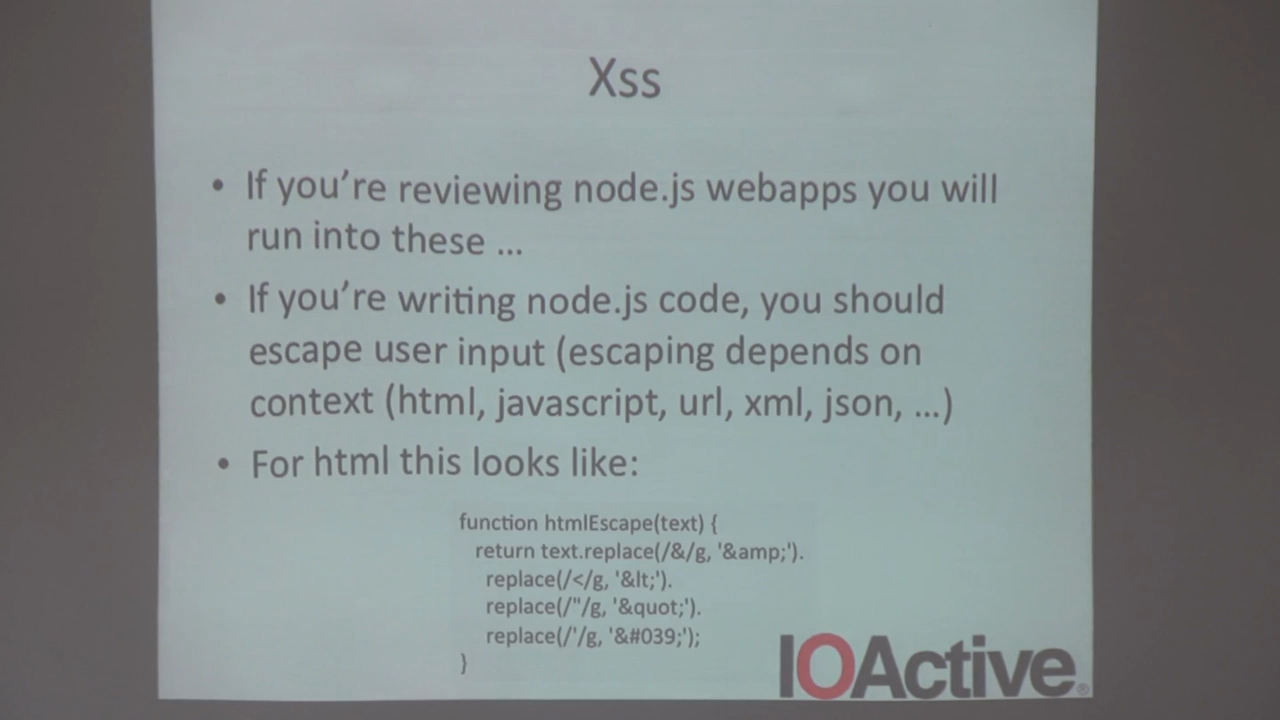 Xss
• If you’re reviewing node.js webapps you will
run into these ...
• If you’re writing node.js code, you should
escape user input (escaping depends on
context (html, javascript, url, xml, json, ...)
• For html this looks like:
function htmlEscape(text) {
return text.replace(/&/g, '&amp;').
replace(/</g, '&lt;').
replace(/"/g, '&quot;').
replace(/'/g, '&#039;');
}
IOActive®